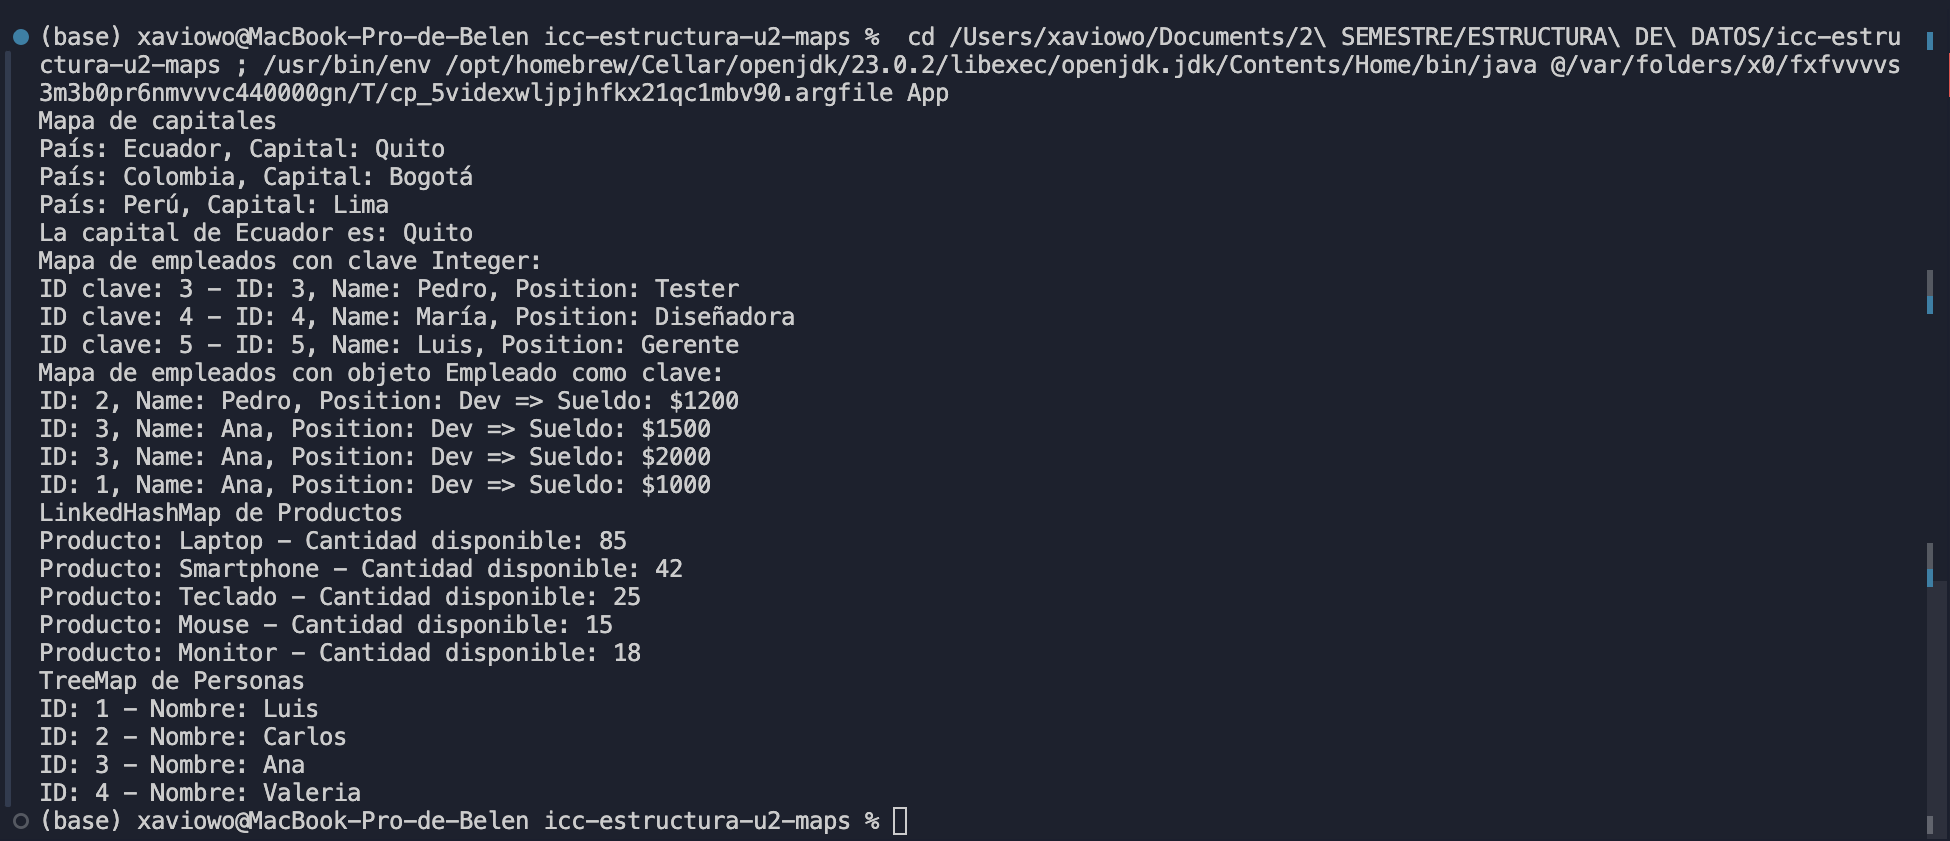 (base) xaviowo@MacBook-Pro-de-Belen icc-estructura-u2-maps %  cd /Users/xaviowo/Documents/2\ SEMESTRE/ESTRUCTURA\ DE\ DATOS/icc-estru
ctura-u2-maps ; /usr/bin/env /opt/homebrew/Cellar/openjdk/23.0.2/libexec/openjdk.jdk/Contents/Home/bin/java @/var/folders/x0/fxfvvvvs
3m3b0pr6nmvvvc440000gn/T/cp_5videxwljpjhfkx21qc1mbv90.argfile App
Mapa de capitales
País: Ecuador, Capital: Quito
País: Colombia, Capital: Bogotá
País: Perú, Capital: Lima
La capital de Ecuador es: Quito
Mapa de empleados con clave Integer:
ID clave: 3 - ID: 3, Name: Pedro, Position: Tester
ID clave: 4 - ID: 4, Name: María, Position: Diseñadora
ID clave: 5 - ID: 5, Name: Luis, Position: Gerente
Mapa de empleados con objeto Empleado como clave:
ID: 2, Name: Pedro, Position: Dev => Sueldo: $1200
ID: 3, Name: Ana, Position: Dev => Sueldo: $1500
ID: 3, Name: Ana, Position: Dev => Sueldo: $2000
ID: 1, Name: Ana, Position: Dev => Sueldo: $1000
LinkedHashMap de Productos
Producto: Laptop - Cantidad disponible: 85
Producto: Smartphone - Cantidad disponible: 42
Producto: Teclado - Cantidad disponible: 25
Producto: Mouse - Cantidad disponible: 15
Producto: Monitor - Cantidad disponible: 18
TreeMap de Personas
ID: 1 - Nombre: Luis
ID: 2 - Nombre: Carlos
ID: 3 - Nombre: Ana
ID: 4 - Nombre: Valeria
(base) xaviowo@MacBook-Pro-de-Belen icc-estructura-u2-maps %